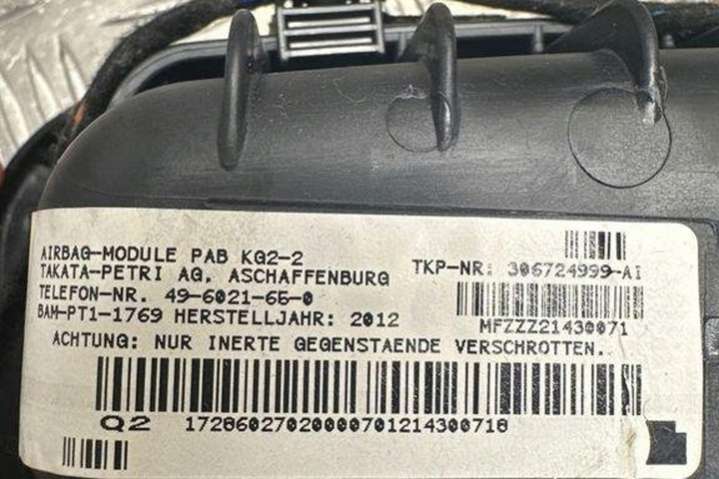 AIRBAG-MODULE PAB KG2-2
TAKATA-PETRI AG, ASCHAFFENBURG
TKP-NR: 306724999-AI
TELEFON-NR. 49-6021-65-0
BAM-PT1-1769 HERSTELLJAHR: 2012
MFZZZ21430071
ACHTUNG: NUR INERTE GEGENSTAENDE VERSCHROTTEN.
Q2 17286027020000701214300718